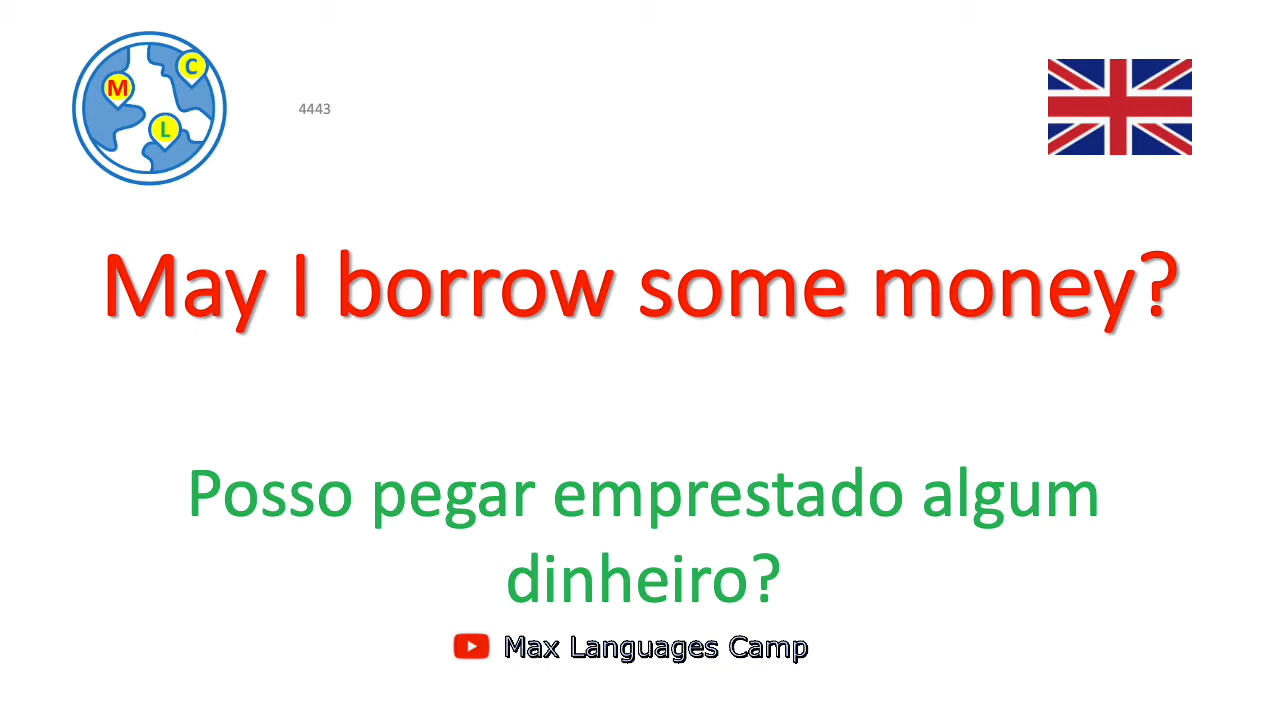 M
C
L
4443
May I borrow some money?
Posso pegar emprestado algum
dinheiro?
Max Languages Camp